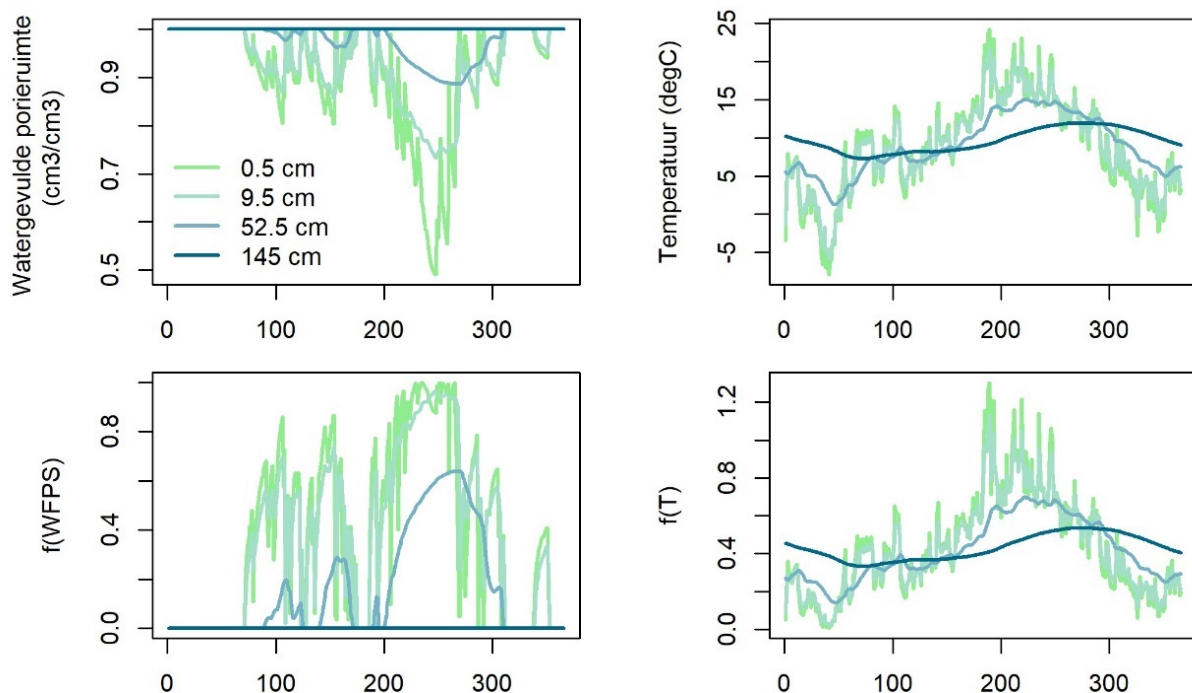 Watergevulde porieruimte
(cm3/cm3)
0.9
0.7
0.5
0.5 cm
9.5 cm
52.5 cm
145 cm
0 100 200 300
Temperatuur (degC)
25
15
5
-5
0 100 200 300
f(WFPS)
0.8
0.4
0.0
0 100 200 300
f(T)
1.2
0.8
0.4
0.0
0 100 200 300